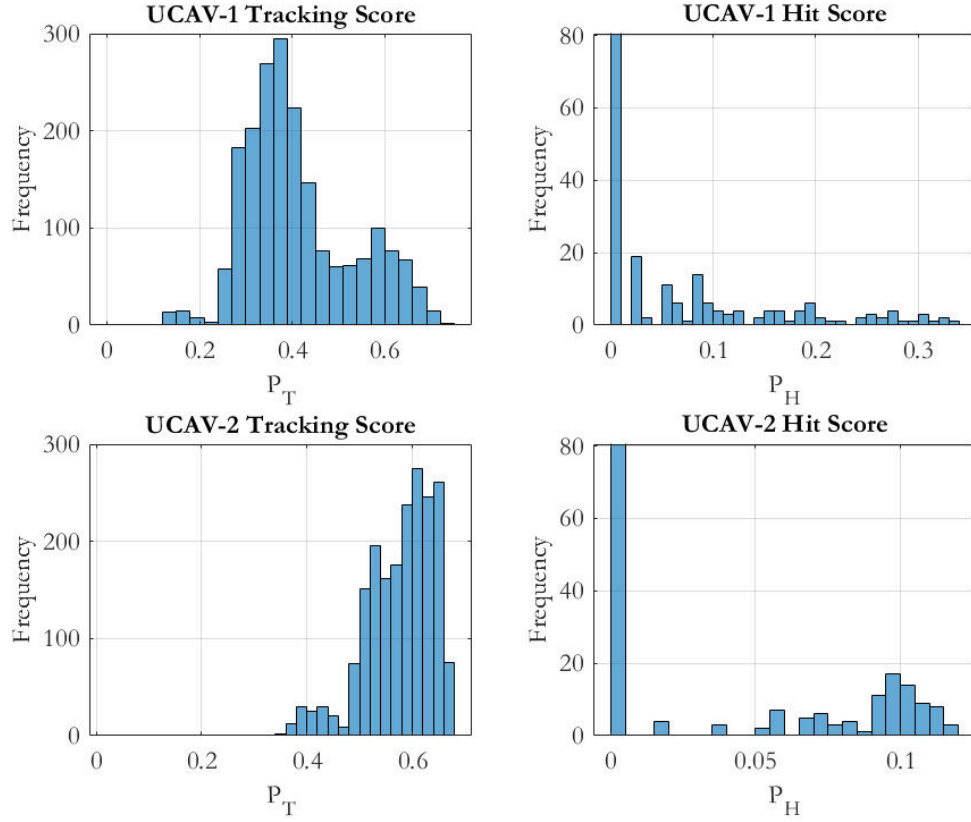 UCAV-1 Tracking Score
300
200
100
0
Frequency
0 0.2 0.4 0.6
P_T
UCAV-1 Hit Score
80
60
40
20
0
Frequency
0 0.1 0.2 0.3
P_H
UCAV-2 Tracking Score
300
200
100
0
Frequency
0 0.2 0.4 0.6
P_T
UCAV-2 Hit Score
80
60
40
20
0
Frequency
0 0.05 0.1
P_H